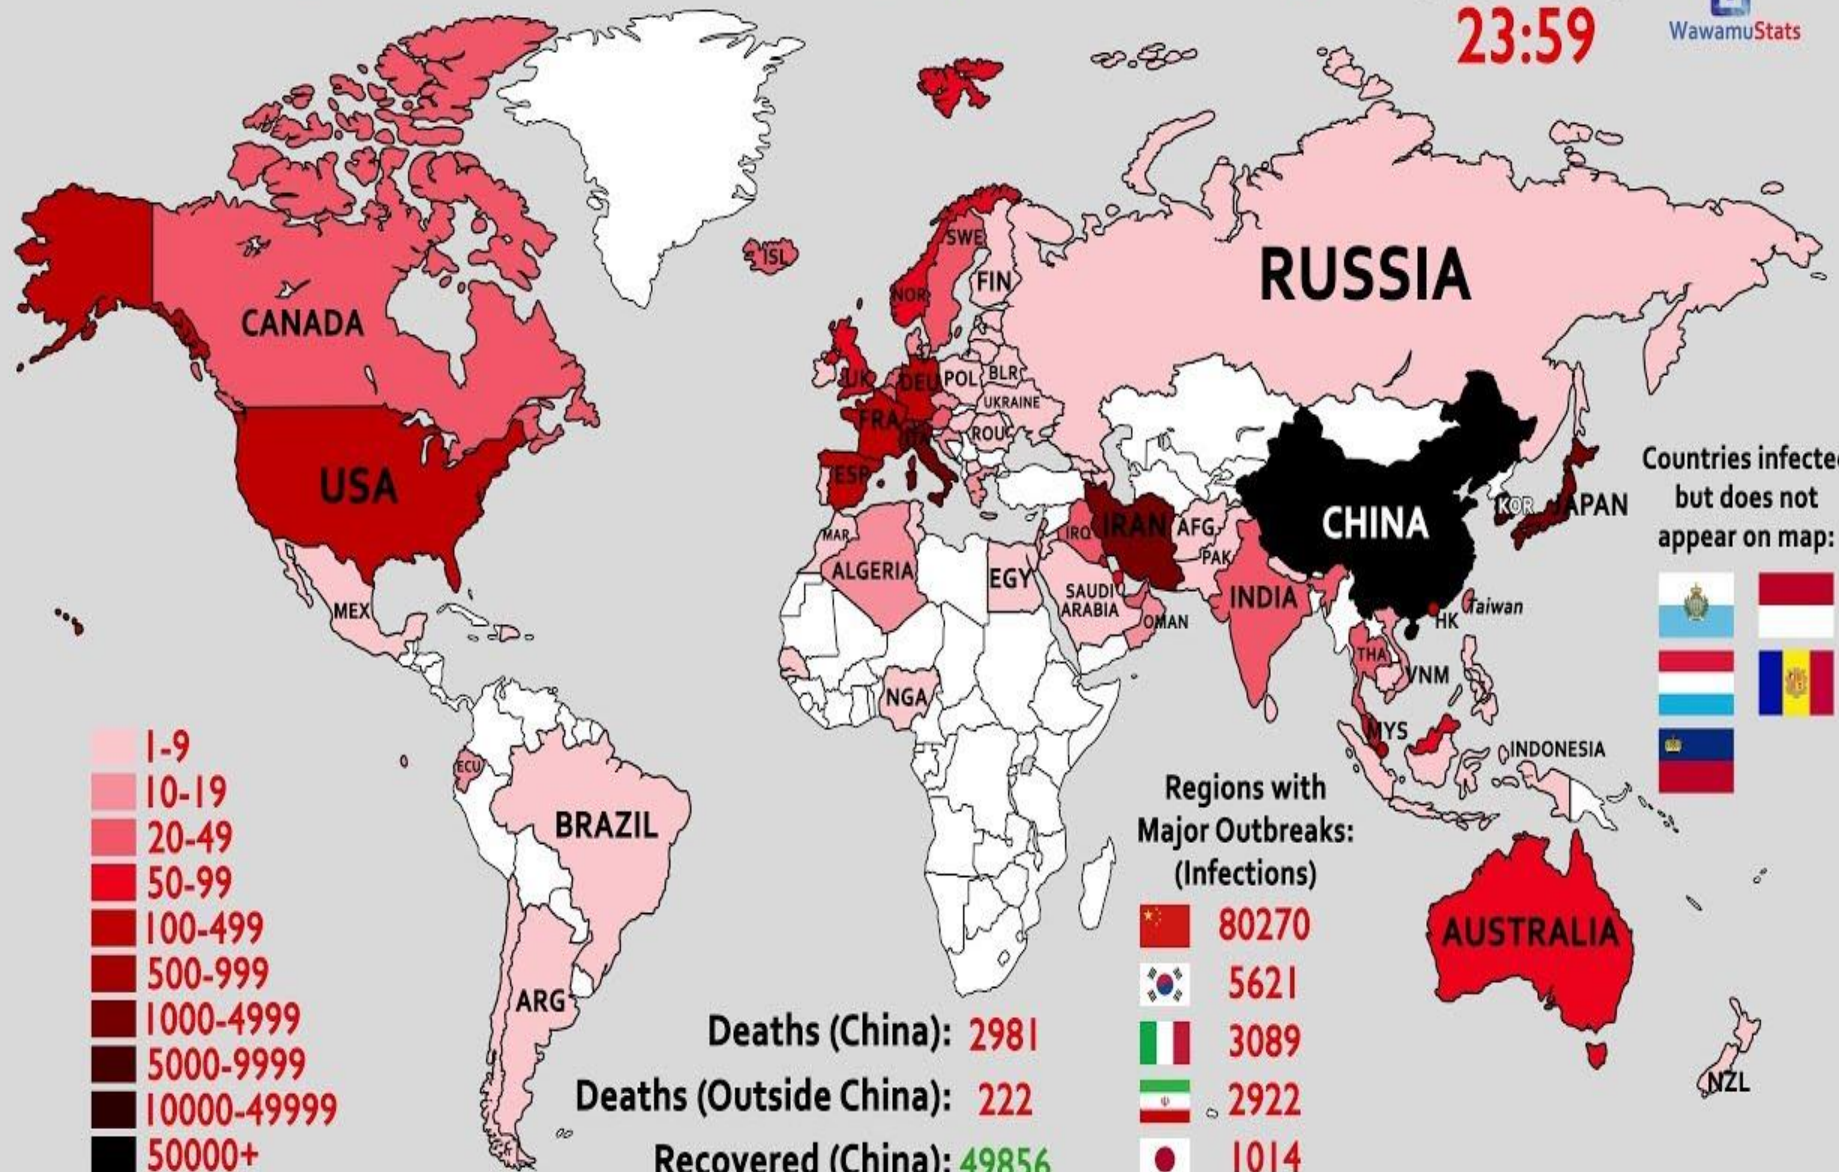 23:59
WawamuStats
ISL
SWE
FIN
NOR
RUSSIA
CANADA
UK
DEU
POL
BLR
UKRAINE
FRA
ITA
ROU
USA
ESP
Countries infected
but does not
appear on map:
KOR
JAPAN
CHINA
MAR
ALGERIA
EGY
IRQ
IRAN
AFG
PAK
SAUDI
ARABIA
OMAN
INDIA
HK
Taiwan
MEX
THA
VNM
NGA
MYS
INDONESIA
ECU
BRAZIL
ARG
AUSTRALIA
NZL
1-9
10-19
20-49
50-99
100-499
500-999
1000-4999
5000-9999
10000-49999
50000+
Regions with
Major Outbreaks:
(Infections)
80270
5621
3089
2922
1014
Deaths (China): 2981
Deaths (Outside China): 222
Recovered (China): 49856